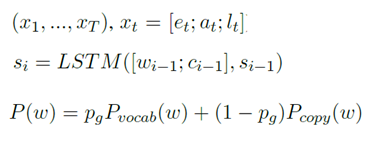 (x_1, ..., x_T), x_t = [e_t; a_t; l_t]
s_i = LSTM([w_{i-1}; c_{i-1}], s_{i-1})
P(w) = p_g P_{vocab}(w) + (1 − p_g)P_{copy}(w)